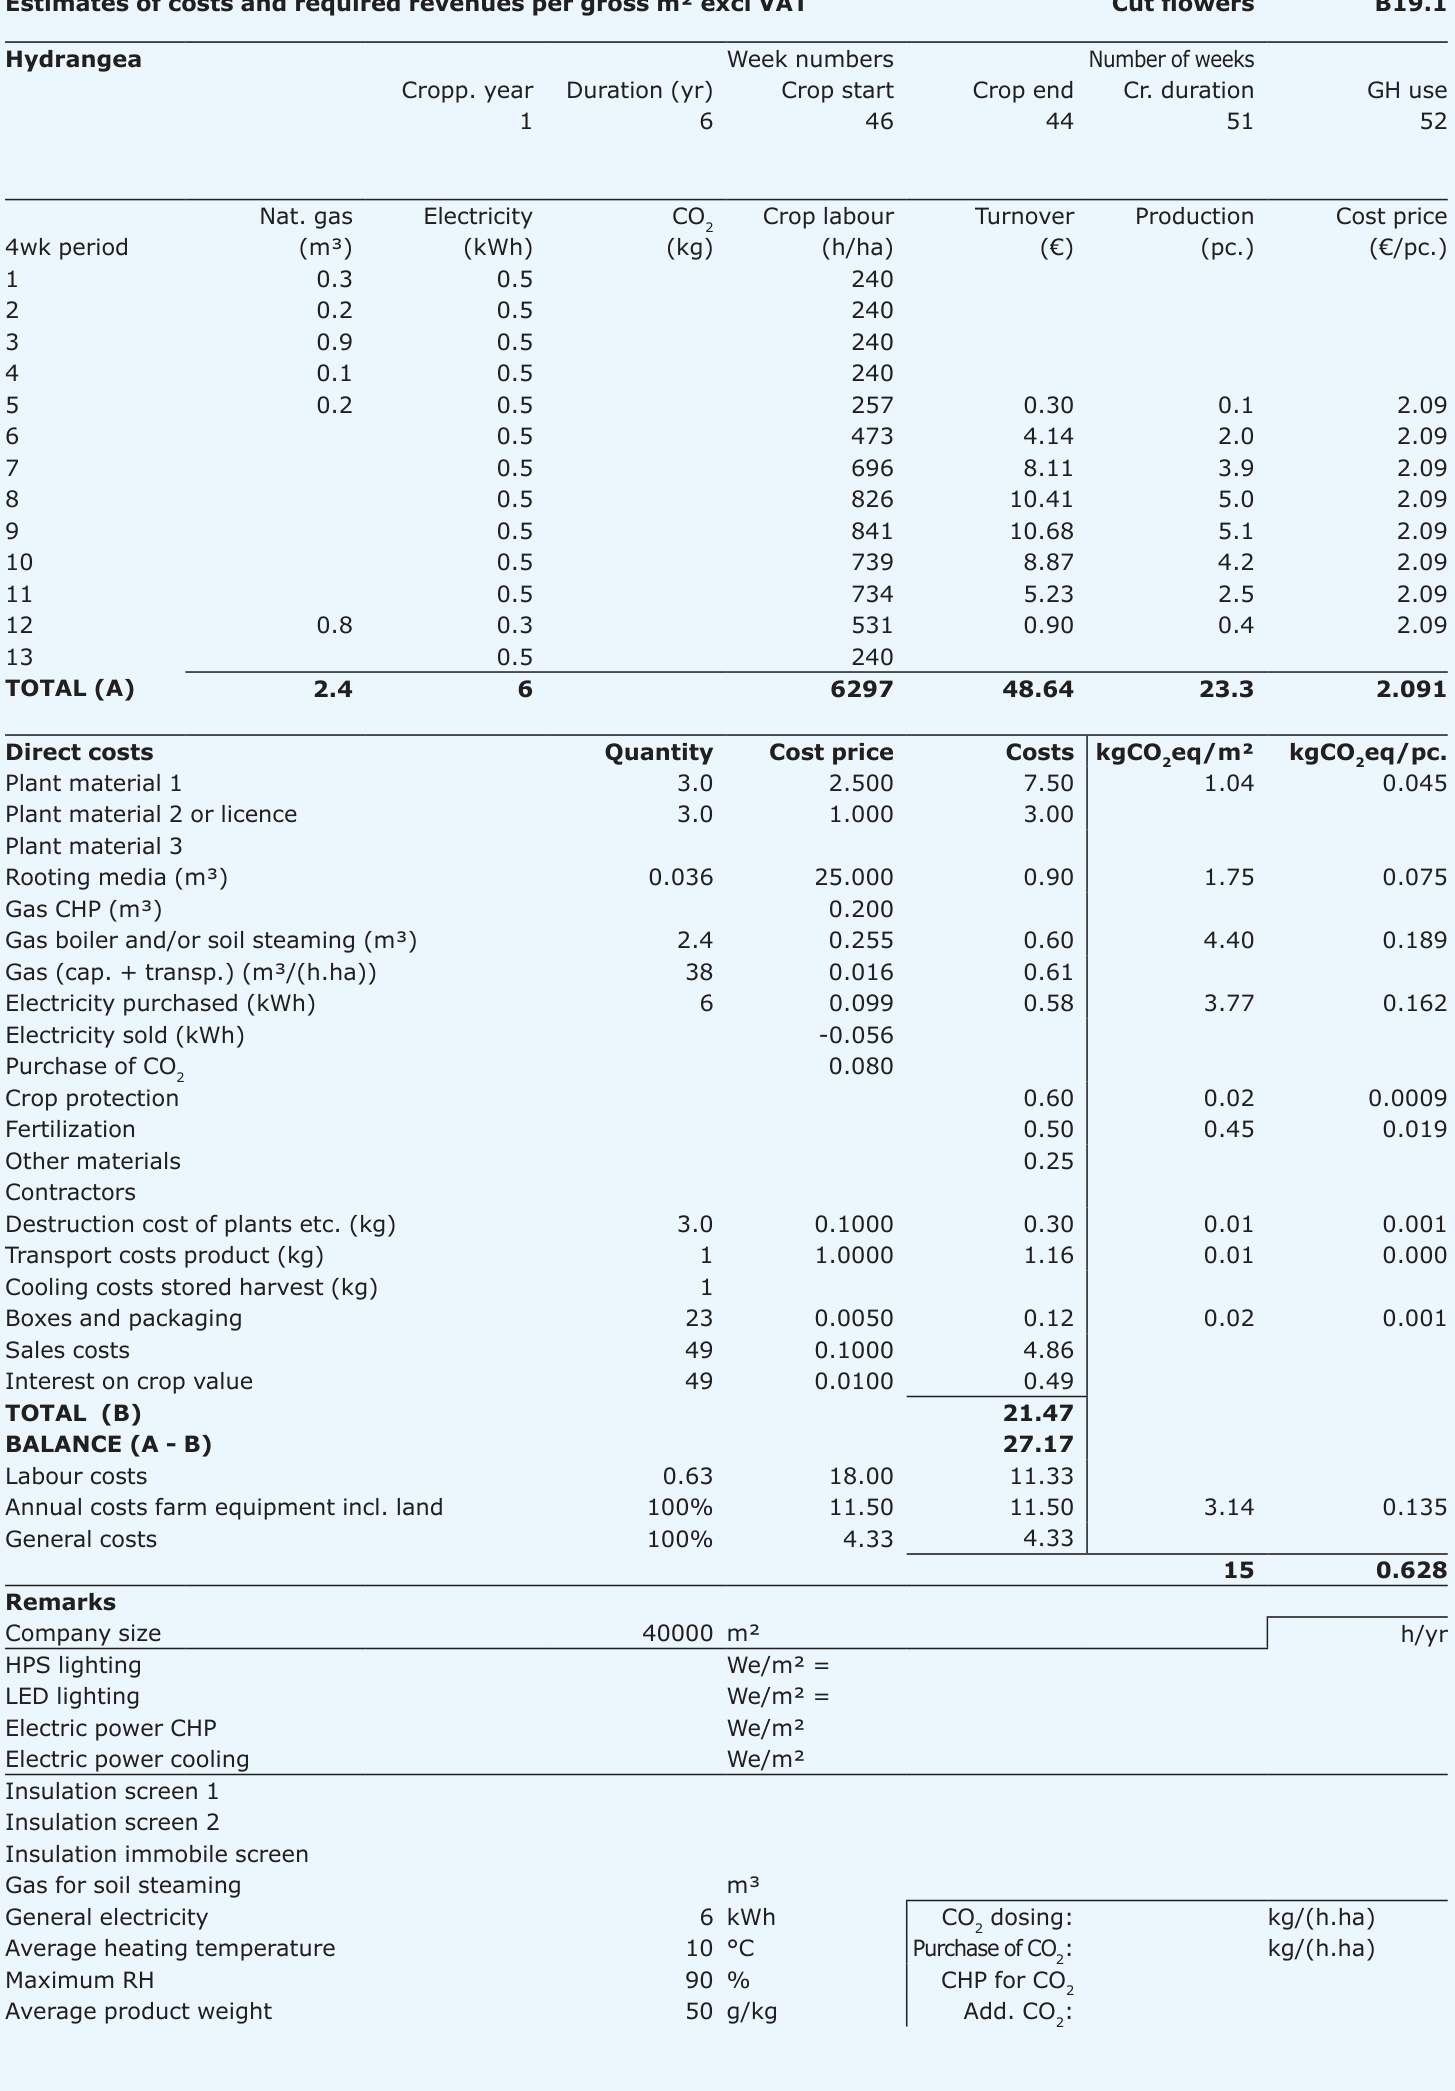 Estimates of costs and required revenues per gross m² excl VAT Cut flowers B19.1
Hydrangea Week numbers Number of weeks
Cropp. year Duration (yr) Crop start Crop end Cr. duration GH use
1 6 46 44 51 52
Nat. gas Electricity CO₂ Crop labour Turnover Production Cost price
4wk period (m³) (kWh) (kg) (h/ha) (€) (pc.) (€/pc.)
1 0.3 0.5 240
2 0.2 0.5 240
3 0.9 0.5 240
4 0.1 0.5 240
5 0.2 0.5 257 0.30 0.1 2.09
6 0.5 473 4.14 2.0 2.09
7 0.5 696 8.11 3.9 2.09
8 0.5 826 10.41 5.0 2.09
9 0.5 841 10.68 5.1 2.09
10 0.5 739 8.87 4.2 2.09
11 0.5 734 5.23 2.5 2.09
12 0.8 0.3 531 0.90 0.4 2.09
13 0.5 240
TOTAL (A) 2.4 6 6297 48.64 23.3 2.091
Direct costs Quantity Cost price Costs kgCO₂eq/m² kgCO₂eq/pc.
Plant material 1 3.0 2.500 7.50 1.04 0.045
Plant material 2 or licence 3.0 1.000 3.00
Plant material 3
Rooting media (m³) 0.036 25.000 0.90 1.75 0.075
Gas CHP (m³) 0.200
Gas boiler and/or soil steaming (m³) 2.4 0.255 0.60 4.40 0.189
Gas (cap. + transp.) (m³/(h.ha)) 38 0.016 0.61
Electricity purchased (kWh) 6 0.099 0.58 3.77 0.162
Electricity sold (kWh) -0.056
Purchase of CO₂ 0.080
Crop protection 0.60 0.02 0.0009
Fertilization 0.50 0.45 0.019
Other materials 0.25
Contractors
Destruction cost of plants etc. (kg) 3.0 0.1000 0.30 0.01 0.001
Transport costs product (kg) 1 1.0000 1.16 0.01 0.000
Cooling costs stored harvest (kg) 1
Boxes and packaging 23 0.0050 0.12 0.02 0.001
Sales costs 49 0.1000 4.86
Interest on crop value 49 0.0100 0.49
TOTAL (B) 21.47
BALANCE (A - B) 27.17
Labour costs 0.63 18.00 11.33
Annual costs farm equipment incl. land 100% 11.50 11.50 3.14 0.135
General costs 100% 4.33 4.33
15 0.628
Remarks
Company size 40000 m² h/yr
HPS lighting We/m² =
LED lighting We/m² =
Electric power CHP We/m²
Electric power cooling We/m²
Insulation screen 1
Insulation screen 2
Insulation immobile screen
Gas for soil steaming m³
General electricity 6 kWh CO₂ dosing: kg/(h.ha)
Average heating temperature 10 °C Purchase of CO₂: kg/(h.ha)
Maximum RH 90 % CHP for CO₂
Average product weight 50 g/kg Add. CO₂: